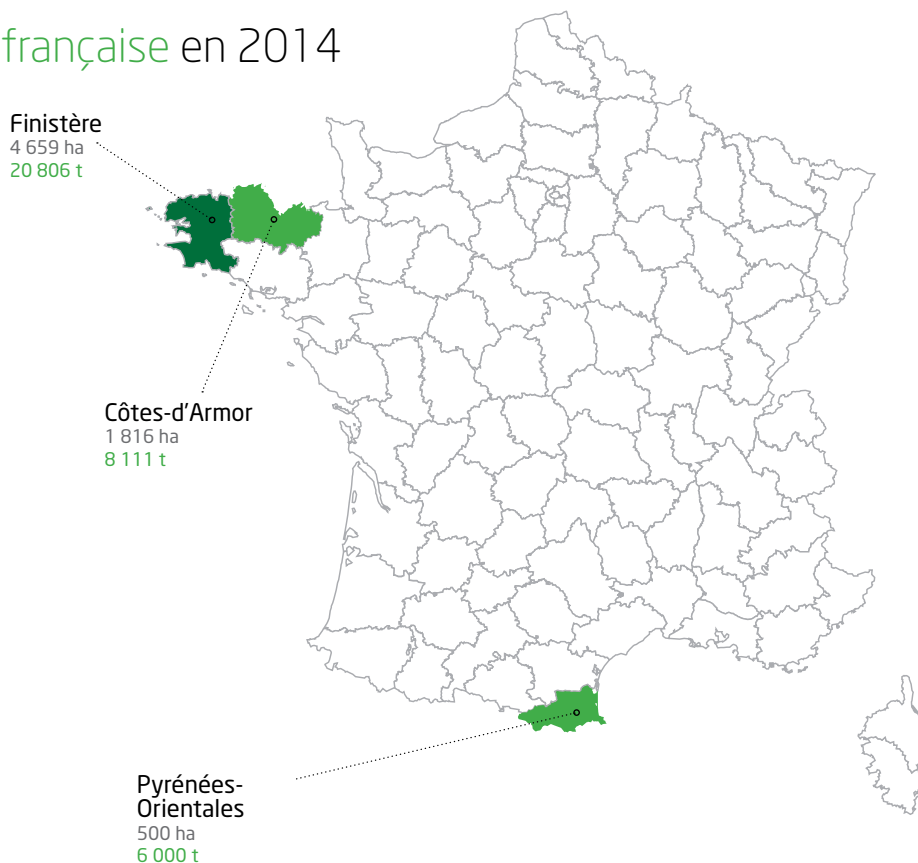 française en 2014
Finistère
4 659 ha
20 806 t
Côtes-d'Armor
1 816 ha
8 111 t
Pyrénées-
Orientales
500 ha
6 000 t